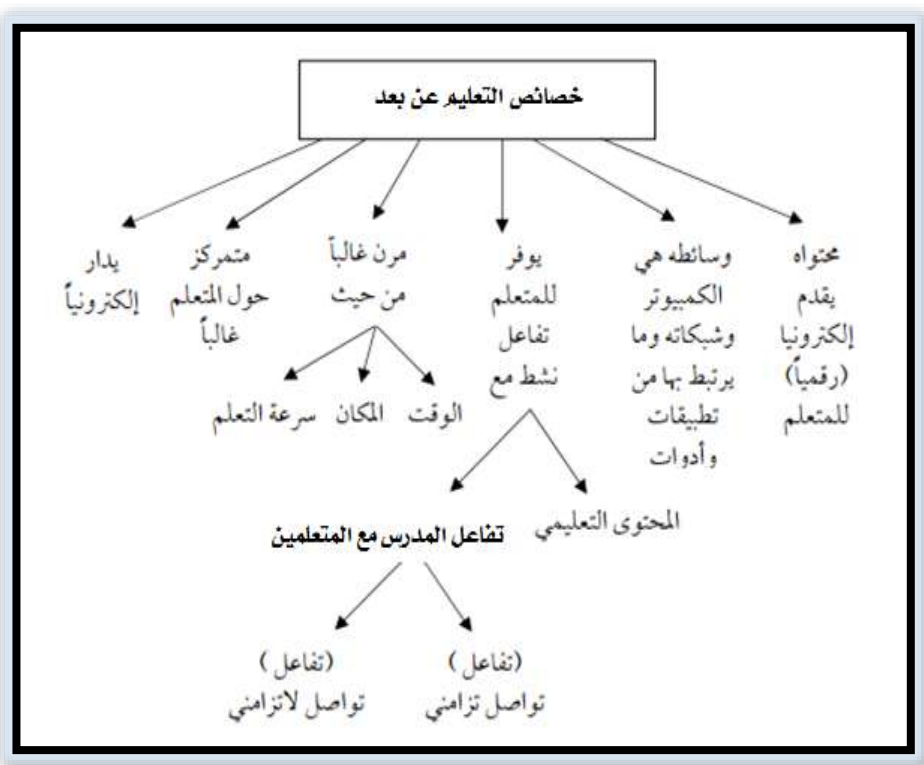 خصائص التعليم عن بعد
محتواه
يقدم
إلكترونيا
(رقمياً)
للمتعلم
وسائطه هي
الكمبيوتر
وشبكاته وما
يرتبط بها من
تطبيقات
وأدوات
يوفر
للمتعلم
تفاعل
نشط مع
مرن غالباً
من حيث
متمركز
حول المتعلم
غالباً
يدار
إلكترونياً
الوقت
المكان
سرعة التعلم
المحتوى التعليمي
تفاعل المدرس مع المتعلمين
(تفاعل)
تواصل تزامني
(تفاعل)
تواصل لاتزامني